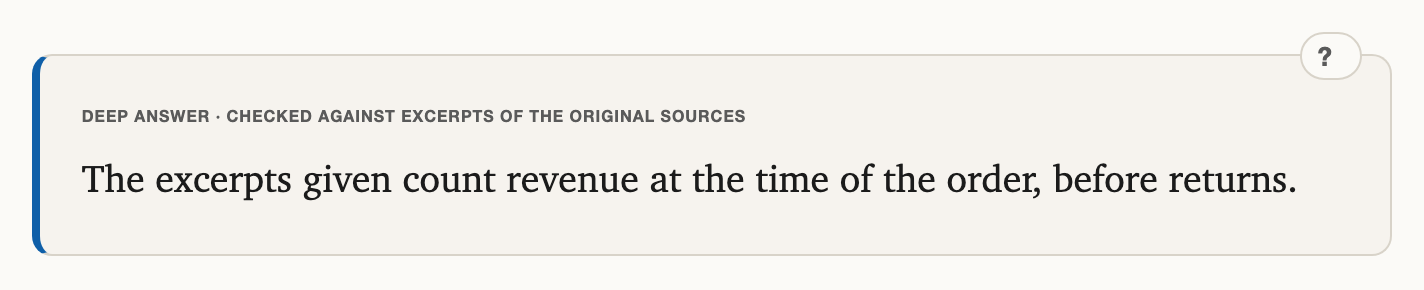 ?
DEEP ANSWER · CHECKED AGAINST EXCERPTS OF THE ORIGINAL SOURCES
The excerpts given count revenue at the time of the order, before returns.